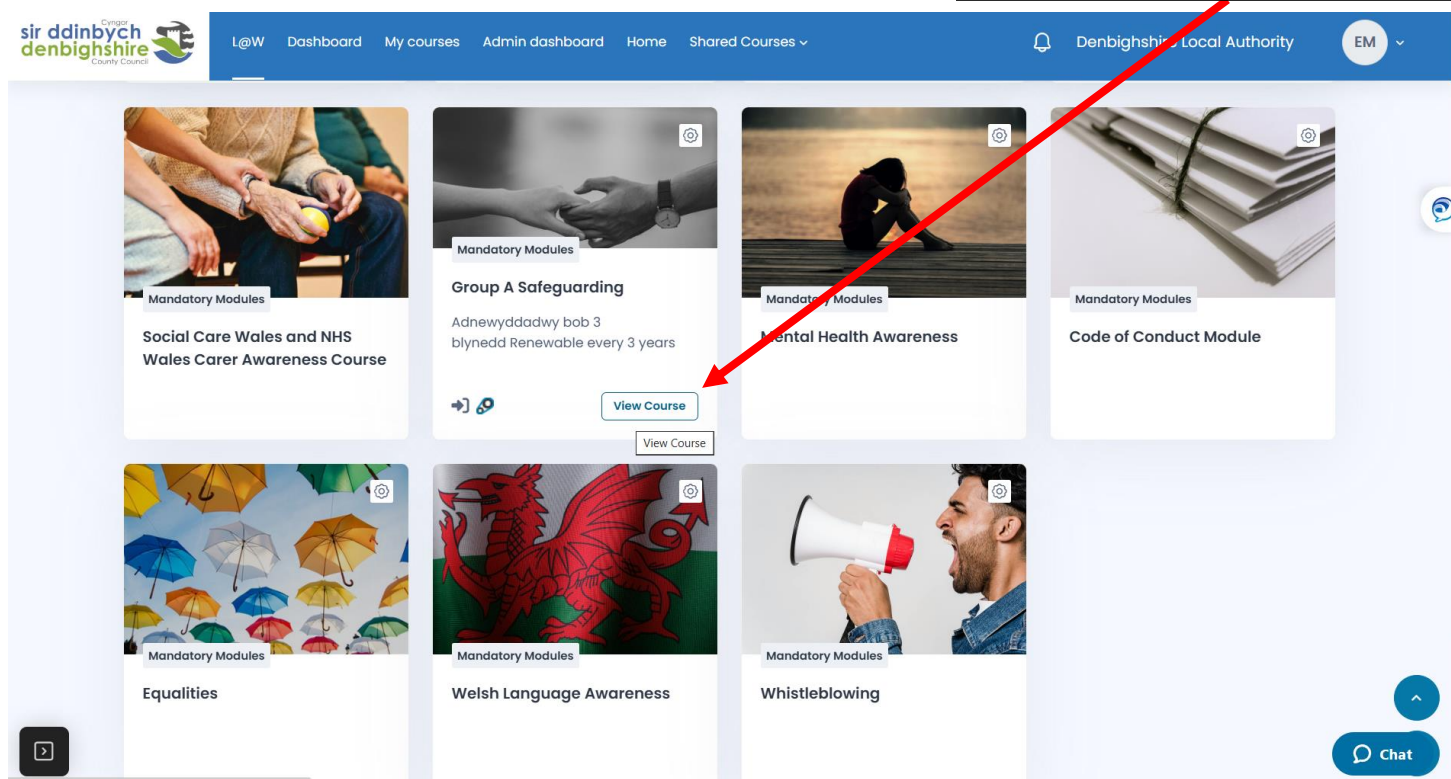 Cyngor
sir ddinbych
denbighshire
County Council
L@W Dashboard My courses Admin dashboard Home Shared Courses
Denbighshire Local Authority
EM
Mandatory Modules
Social Care Wales and NHS
Wales Carer Awareness Course
Mandatory Modules
Group A Safeguarding
Adnewyddadwy bob 3
blynedd Renewable every 3 years
View Course
View Course
Mandatory Modules
Mental Health Awareness
Mandatory Modules
Code of Conduct Module
Mandatory Modules
Equalities
Mandatory Modules
Welsh Language Awareness
Mandatory Modules
Whistleblowing
Chat